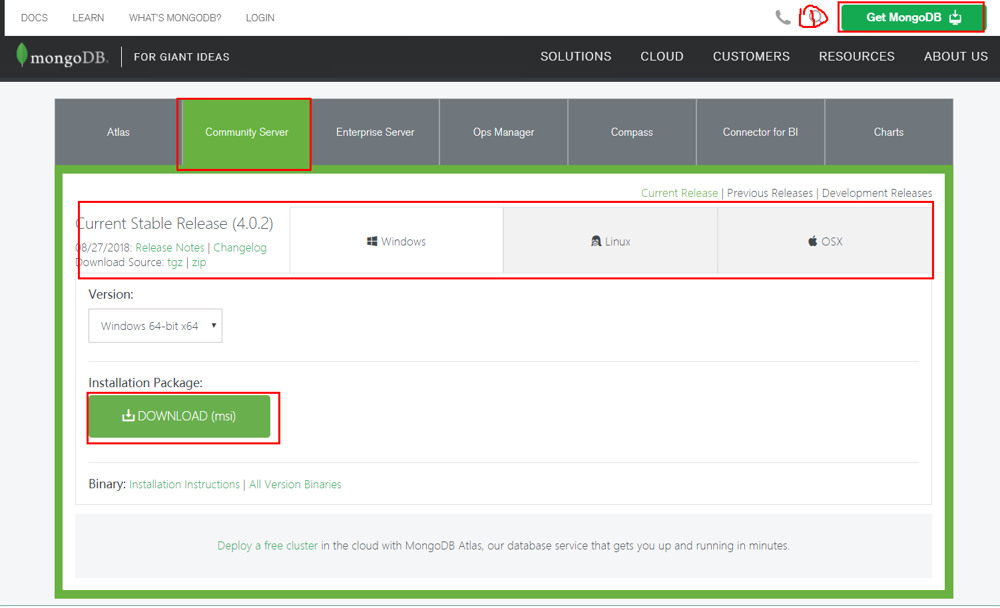 DOCS LEARN WHAT'S MONGODB? LOGIN 1 Get MongoDB
mongoDB. FOR GIANT IDEAS SOLUTIONS CLOUD CUSTOMERS RESOURCES ABOUT US
Atlas Community Server Enterprise Server Ops Manager Compass Connector for BI Charts
Current Release | Previous Releases | Development Releases
Current Stable Release (4.0.2)
08/27/2018: Release Notes | Changelog
Download Source: tgz | zip
Windows Linux OSX
Version:
Windows 64-bit x64
Installation Package:
DOWNLOAD (msi)
Binary: Installation Instructions | All Version Binaries
Deploy a free cluster in the cloud with MongoDB Atlas, our database service that gets you up and running in minutes.